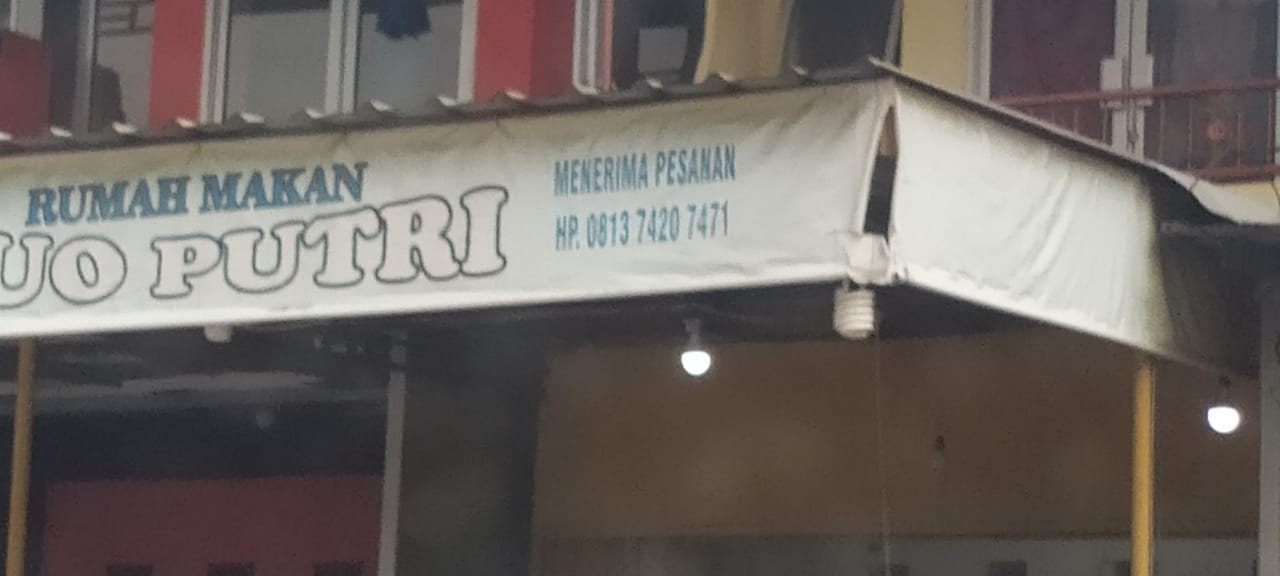 RUMAH MAKAN
UO PUTRI
MENERIMA PESANAN
HP. 0813 7420 7471